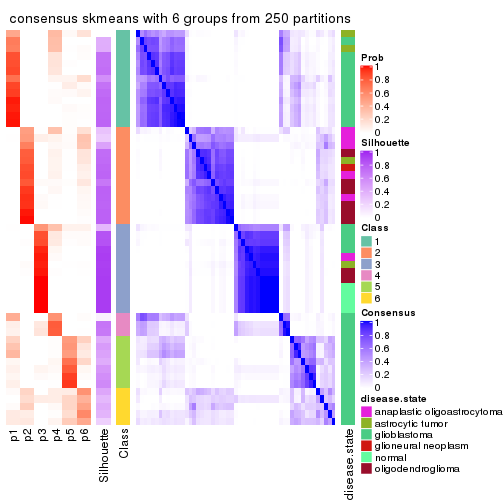 consensus skmeans with 6 groups from 250 partitions
Prob
1
0.8
0.6
0.4
0.2
0
Silhouette
1
0.8
0.6
0.4
0.2
0
Class
1
2
3
4
5
6
Consensus
1
0.8
0.6
0.4
0.2
0
disease.state
anaplastic oligoastrocytoma
astrocytic tumor
glioblastoma
glioneural neoplasm
normal
oligodendroglioma
p1
p2
p3
p4
p5
p6
Silhouette
Class
disease.state